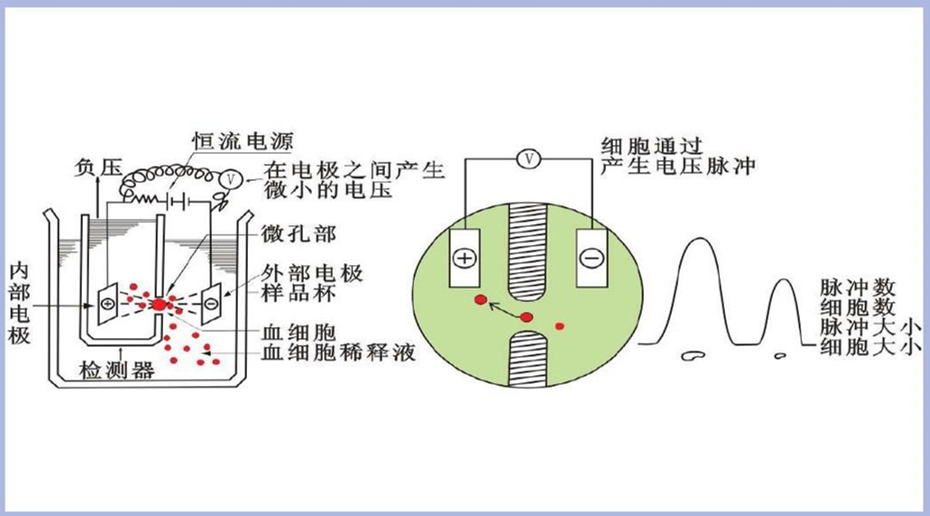 恒流电源
负压
V
在电极之间产生
微小的电压
微孔部
内部电极
外部电极
样品杯
血细胞
血细胞稀释液
检测器
V
细胞通过
产生电压脉冲
脉冲数
细胞数
脉冲大小
细胞大小